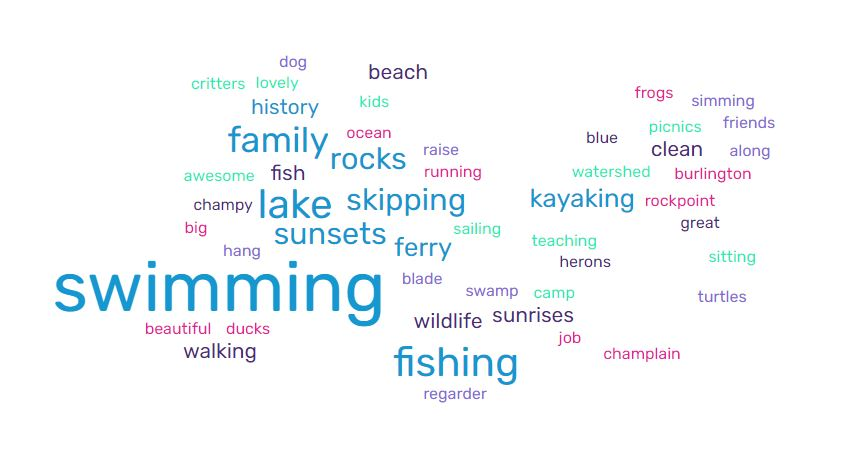 dog
beach
critters lovely
kids
frogs
simming
history
family
ocean
picnics
friends
blue
rocks
raise
clean
along
awesome
fish
running
watershed
burlington
champy
lake
skipping
kayaking
rockpoint
big
sunsets
sailing
great
hang
ferry
teaching
herons
sitting
swimming
blade
swamp
camp
turtles
beautiful
ducks
wildlife
sunrises
walking
job
fishing
champlain
regarder